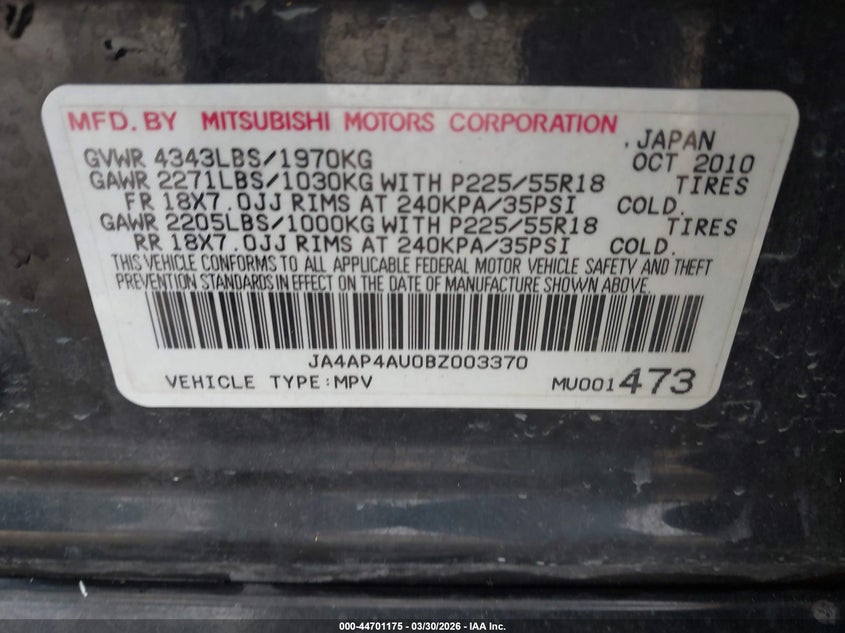 MFD. BY MITSUBISHI MOTORS CORPORATION, JAPAN
GVWR 4343LBS/1970KG OCT 2010
GAWR 2271LBS/1030KG WITH P225/55R18 TIRES
FR 18X7.0JJ RIMS AT 240KPA/35PSI COLD.
GAWR 2205LBS/1000KG WITH P225/55R18 TIRES
RR 18X7.0JJ RIMS AT 240KPA/35PSI COLD.
THIS VEHICLE CONFORMS TO ALL APPLICABLE FEDERAL MOTOR VEHICLE SAFETY AND THEFT
PREVENTION STANDARDS IN EFFECT ON THE DATE OF MANUFACTURE SHOWN ABOVE.
JA4AP4AU0BZ003370
VEHICLE TYPE:MPV MU001473
000-44701175 - 03/30/2026 - IAA Inc.